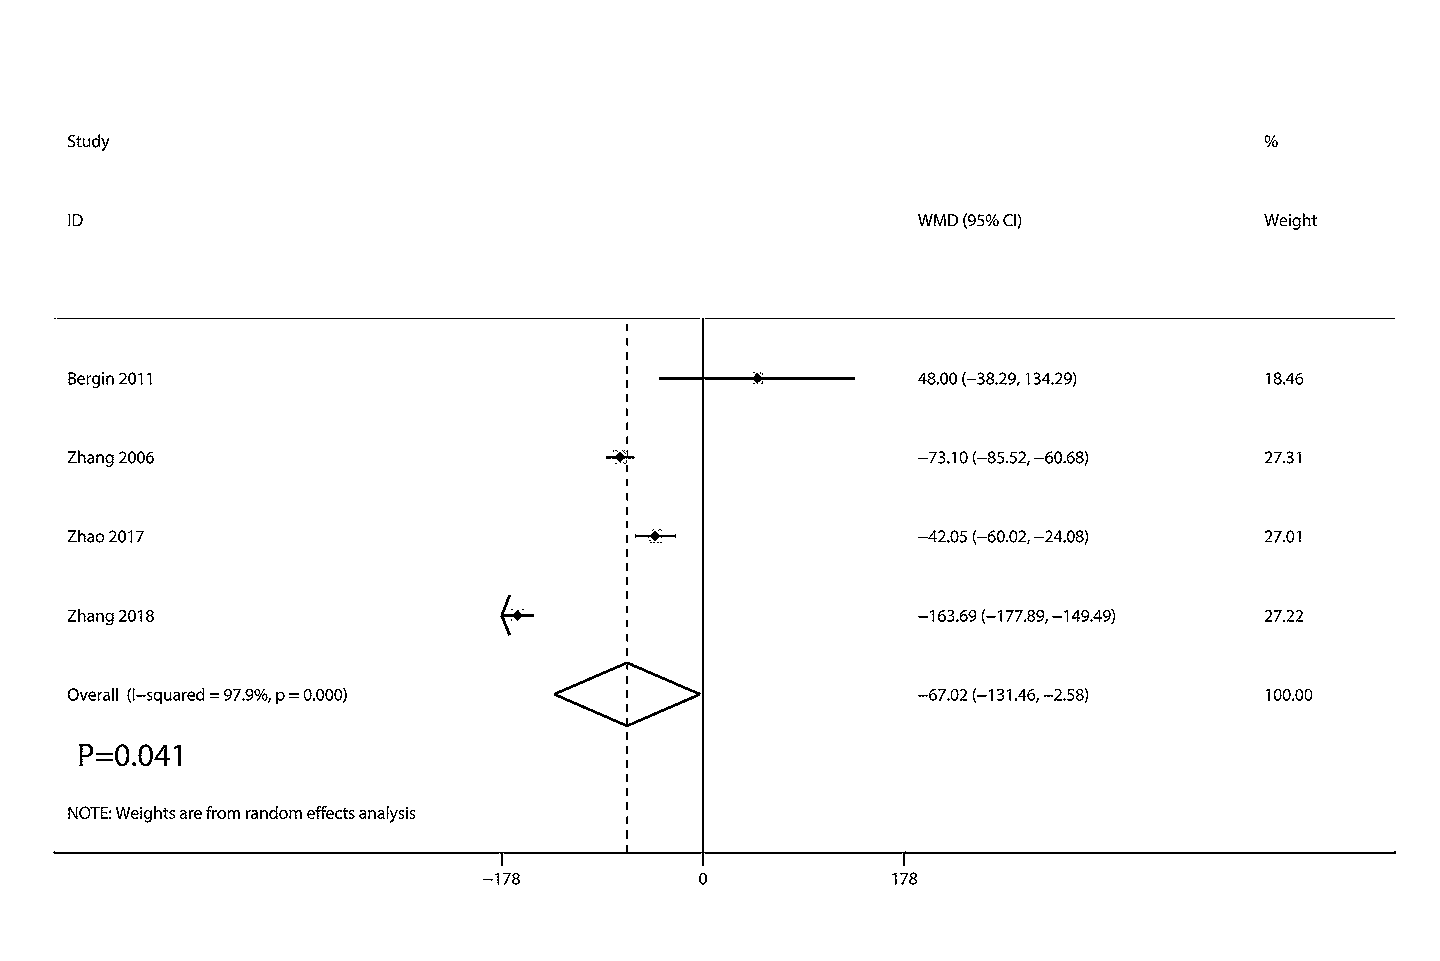 Study %
ID WMD (95% CI) Weight
Bergin 2011 48.00 (−38.29, 134.29) 18.46
Zhang 2006 −73.10 (−85.52, −60.68) 27.31
Zhao 2017 −42.05 (−60.02, −24.08) 27.01
Zhang 2018 −163.69 (−177.89, −149.49) 27.22
Overall (I−squared = 97.9%, p = 0.000) −67.02 (−131.46, −2.58) 100.00
P=0.041
NOTE: Weights are from random effects analysis
−178 0 178